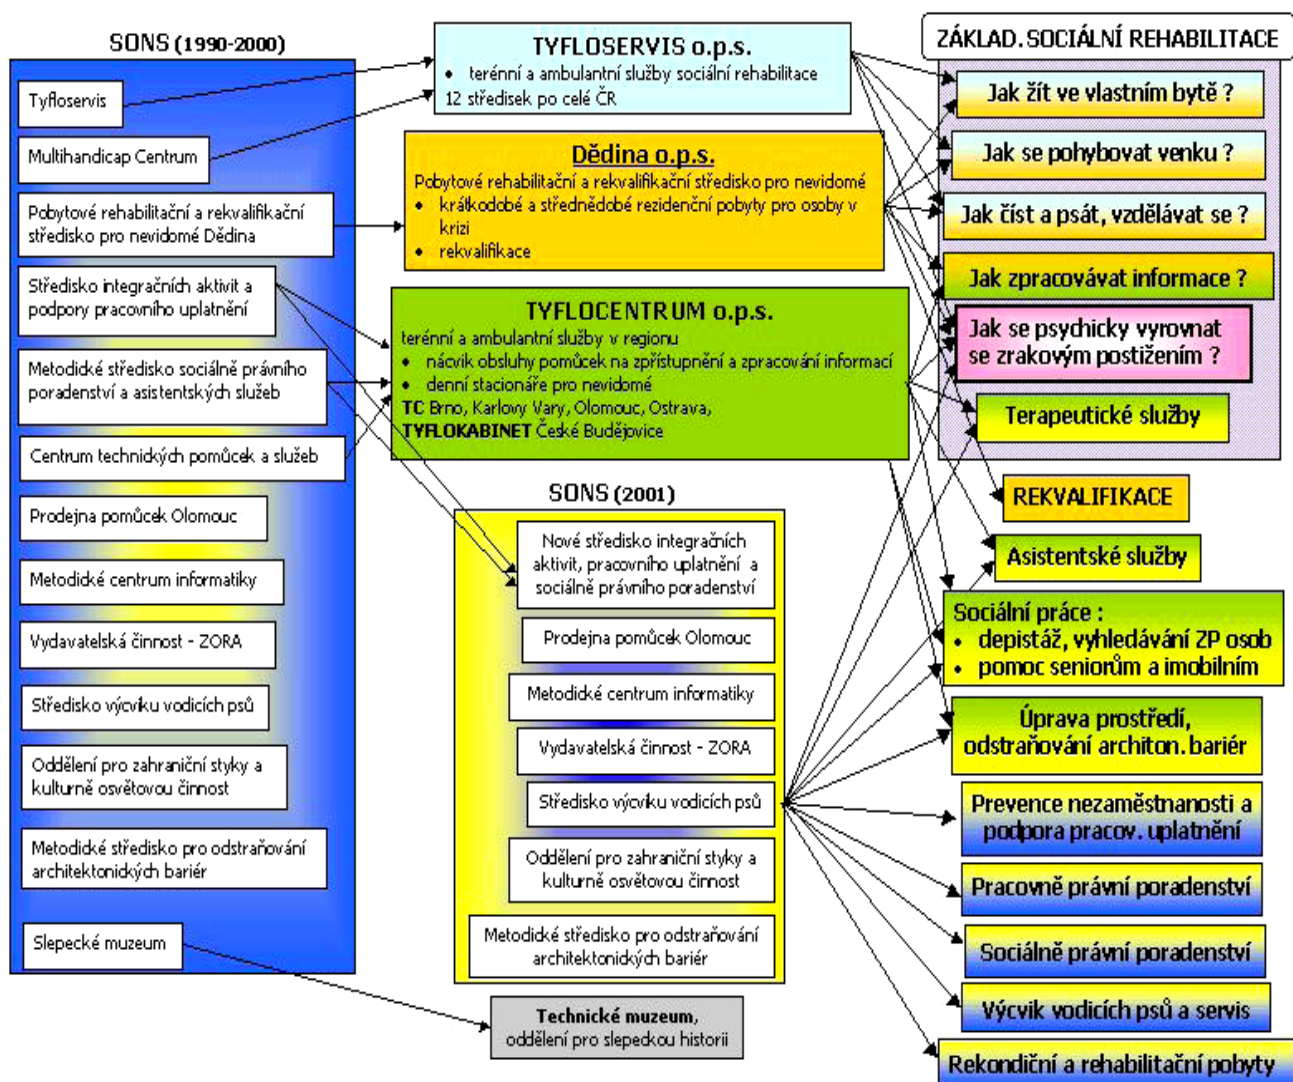 SONS (1990-2000)
Tyfloservis
Multihandicap Centrum
Pobytové rehabilitační a rekvalifikační
středisko pro nevidomé Dědina
Středisko integračních aktivit a
podpory pracovního uplatnění
Metodické středisko sociálně právního
poradenství a asistentských služeb
Centrum technických pomůcek a služeb
Prodejna pomůcek Olomouc
Metodické centrum informatiky
Vydavatelská činnost - ZORA
Středisko výcviku vodicích psů
Oddělení pro zahraniční styky a
kulturně osvětovou činnost
Metodické středisko pro odstraňování
architektonických bariér
Slepecké muzeum
TYFLOSERVIS o.p.s.
• terénní a ambulantní služby sociální rehabilitace
12 středisek po celé ČR
Dědina o.p.s.
Pobytové rehabilitační a rekvalifikační středisko pro nevidomé
• krátkodobé a střednědobé rezidenční pobyty pro osoby v
krizi
• rekvalifikace
TYFLOCENTRUM o.p.s.
terénní a ambulantní služby v regionu
• nácvik obsluhy pomůcek na zpřístupnění a zpracování informací
• denní stacionáře pro nevidomé
TC Brno, Karlovy Vary, Olomouc, Ostrava,
TYFLOKABINET České Budějovice
SONS (2001)
Nové středisko integračních
aktivit, pracovního uplatnění a
sociálně právního poradenství
Prodejna pomůcek Olomouc
Metodické centrum informatiky
Vydavatelská činnost - ZORA
Středisko výcviku vodicích psů
Oddělení pro zahraniční styky a
kulturně osvětovou činnost
Metodické středisko pro odstraňování
architektonických bariér
Technické muzeum,
oddělení pro slepeckou historii
ZÁKLAD. SOCIÁLNÍ REHABILITACE
Jak žít ve vlastním bytě ?
Jak se pohybovat venku ?
Jak číst a psát, vzdělávat se ?
Jak zpracovávat informace ?
Jak se psychicky vyrovnat
se zrakovým postižením ?
Terapeutické služby
REKVALIFIKACE
Asistentské služby
Sociální práce :
• depistáž, vyhledávání ZP osob
• pomoc seniorům a imobilním
Úprava prostředí,
odstraňování architon. bariér
Prevence nezaměstnanosti a
podpora pracov. uplatnění
Pracovně právní poradenství
Sociálně právní poradenství
Výcvik vodicích psů a servis
Rekondiční a rehabilitační pobyty